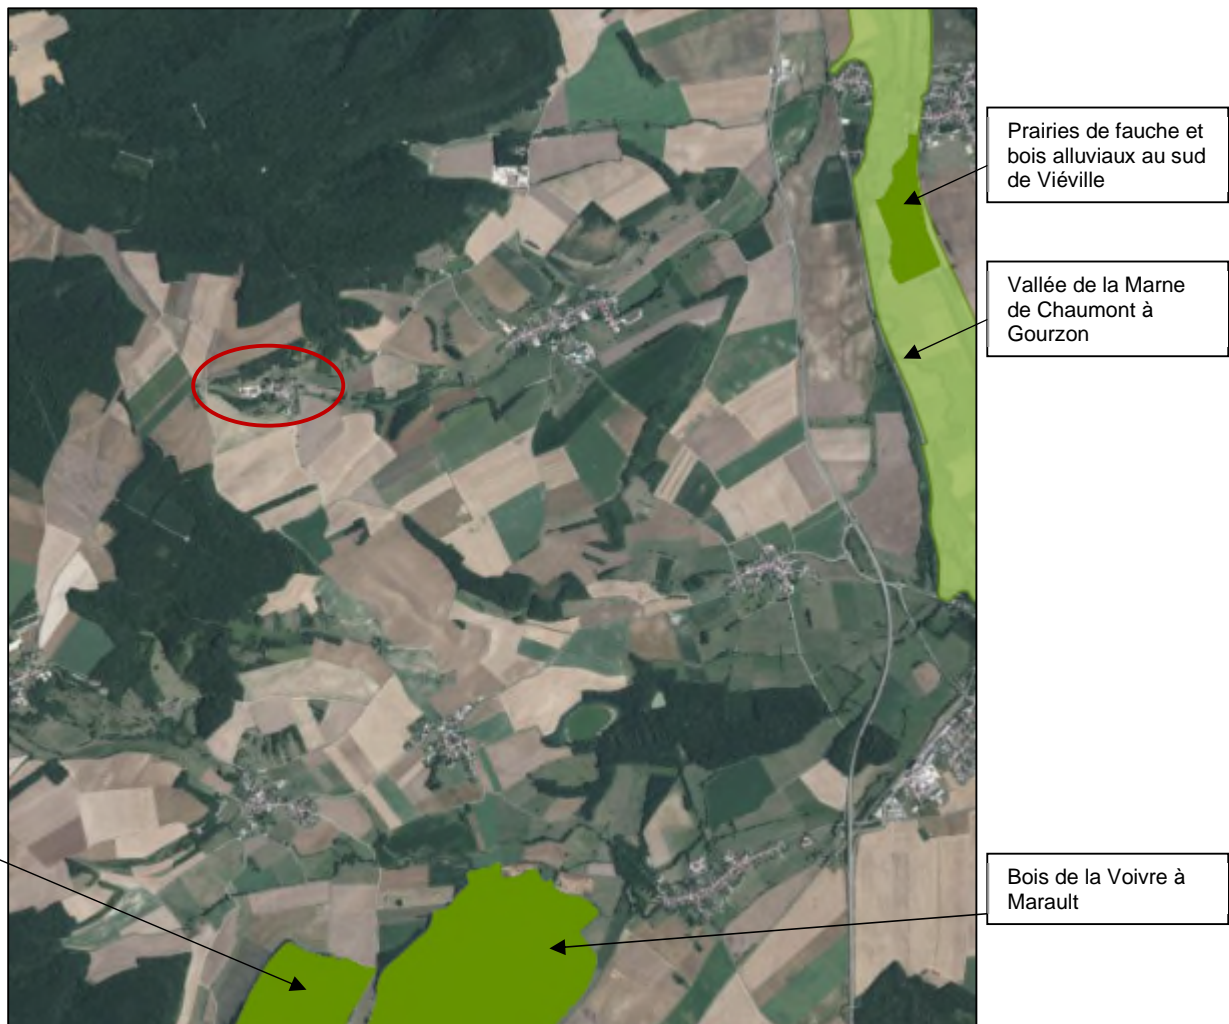 Prairies de fauche et
bois alluviaux au sud
de Viéville
Vallée de la Marne
de Chaumont à
Gourzon
Bois de la Voivre à
Marault